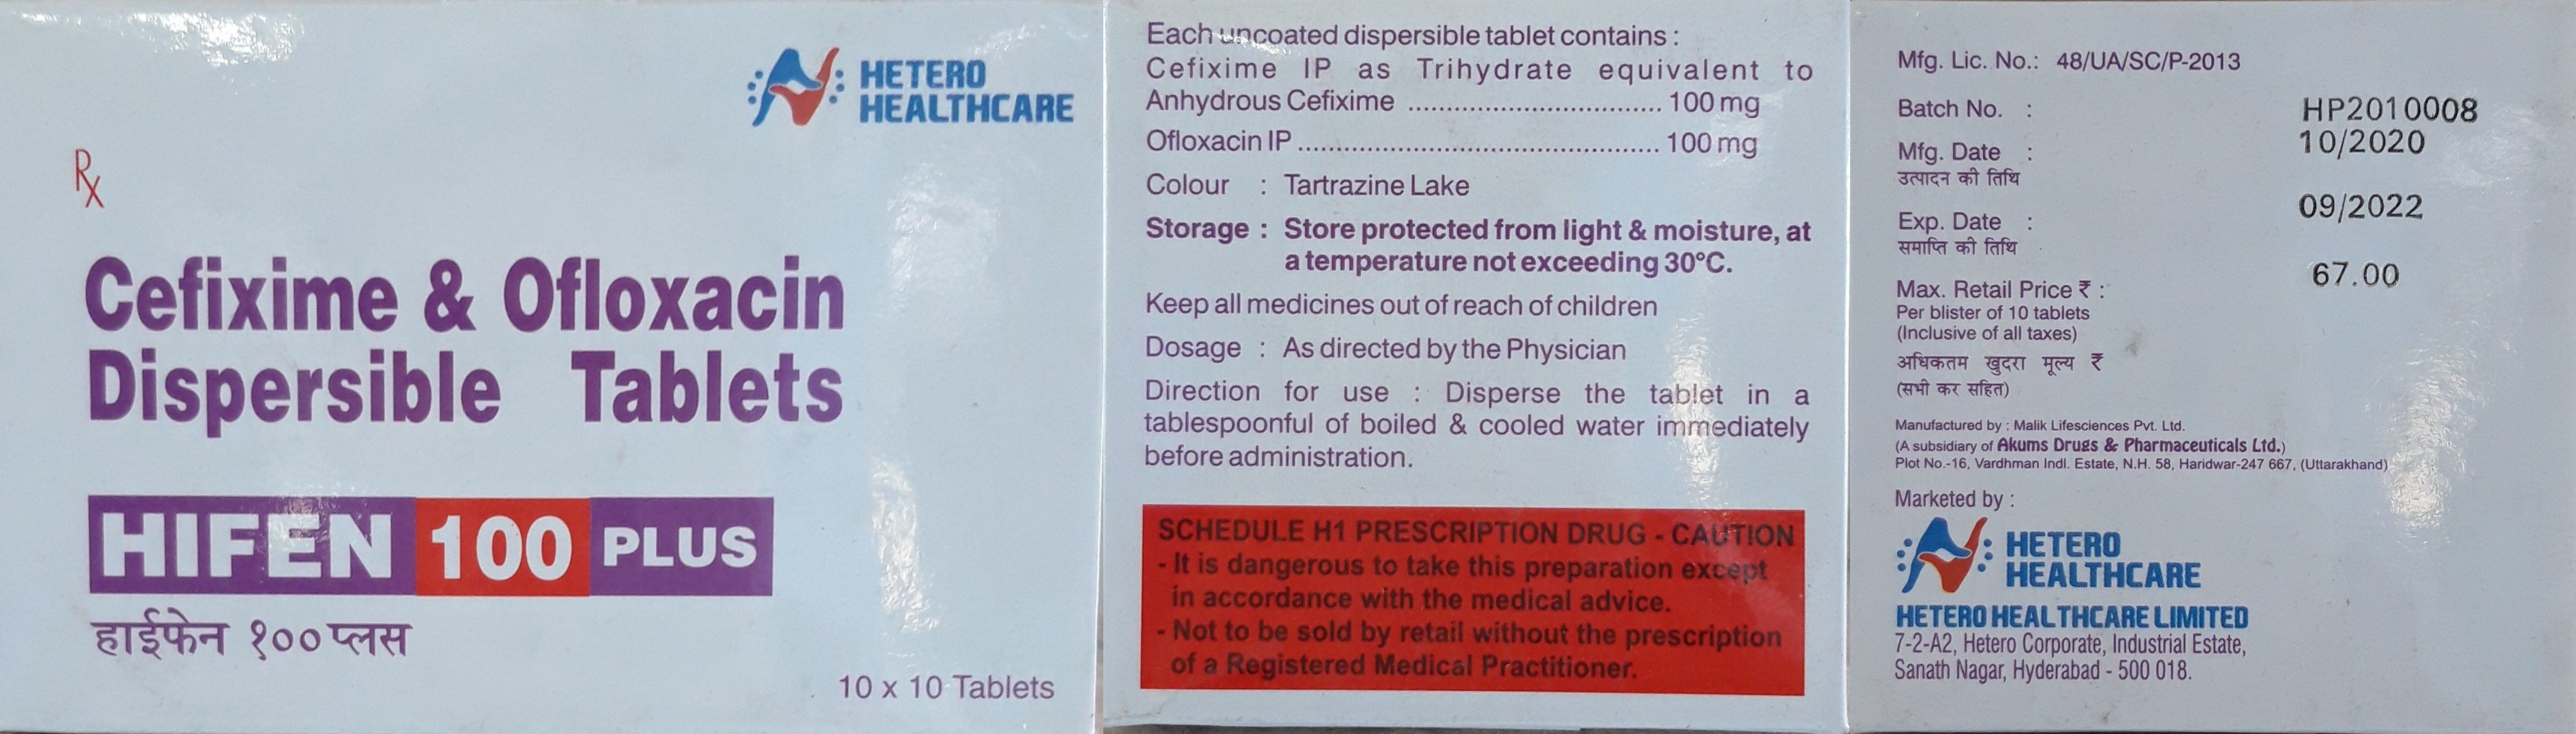 HETERO
HEALTHCARE
Rx
Cefixime & Ofloxacin
Dispersible Tablets
HIFEN 100 PLUS
हाईफेन १०० प्लस
10 x 10 Tablets
Each uncoated dispersible tablet contains :
Cefixime IP as Trihydrate equivalent to
Anhydrous Cefixime ................................. 100 mg
Ofloxacin IP ............................................... 100 mg
Colour : Tartrazine Lake
Storage : Store protected from light & moisture, at
a temperature not exceeding 30°C.
Keep all medicines out of reach of children
Dosage : As directed by the Physician
Direction for use : Disperse the tablet in a
tablespoonful of boiled & cooled water immediately
before administration.
SCHEDULE H1 PRESCRIPTION DRUG - CAUTION
- It is dangerous to take this preparation except
in accordance with the medical advice.
- Not to be sold by retail without the prescription
of a Registered Medical Practitioner.
Mfg. Lic. No.: 48/UA/SC/P-2013
Batch No. : HP2010008
Mfg. Date : 10/2020
उत्पादन की तिथि
Exp. Date : 09/2022
समाप्ति की तिथि
Max. Retail Price ₹ : 67.00
Per blister of 10 tablets
(Inclusive of all taxes)
अधिकतम खुदरा मूल्य ₹
(सभी कर सहित)
Manufactured by : Malik Lifesciences Pvt. Ltd.
(A subsidiary of Akums Drugs & Pharmaceuticals Ltd.)
Plot No.-16, Vardhman Indl. Estate, N.H. 58, Haridwar-247 667, (Uttarakhand)
Marketed by :
HETERO
HEALTHCARE
HETERO HEALTHCARE LIMITED
7-2-A2, Hetero Corporate, Industrial Estate,
Sanath Nagar, Hyderabad - 500 018.